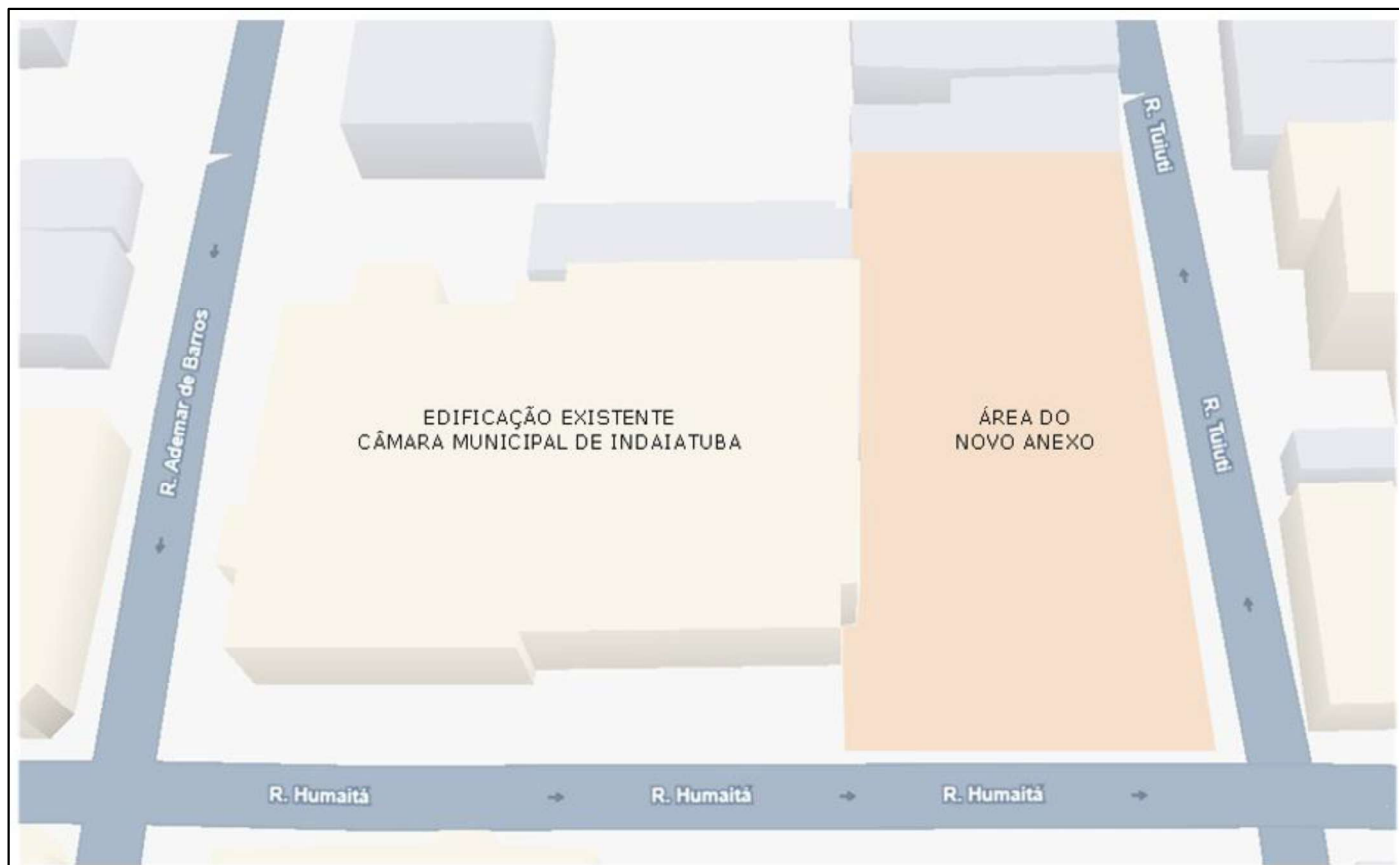 R. Tuiuti
R. Ademar de Barros
EDIFICAÇÃO EXISTENTE
CÂMARA MUNICIPAL DE INDAIATUBA
ÁREA DO
NOVO ANEXO
R. Tuiuti
R. Humaitá
R. Humaitá
R. Humaitá